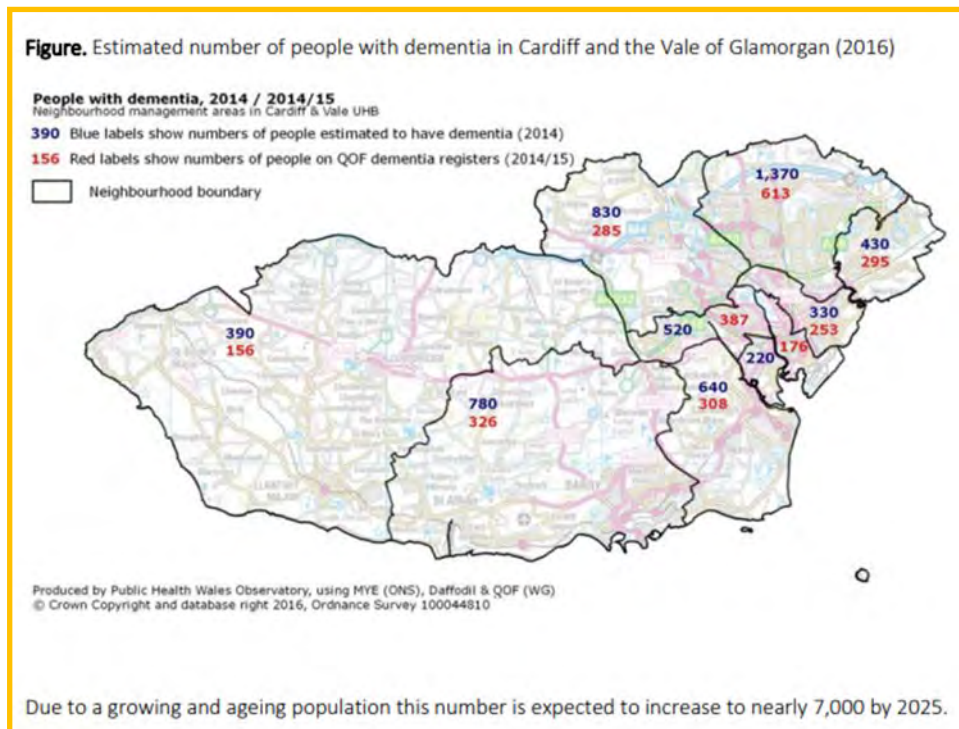 Figure. Estimated number of people with dementia in Cardiff and the Vale of Glamorgan (2016)
People with dementia, 2014 / 2014/15
Neighbourhood management areas in Cardiff & Vale UHB
390 Blue labels show numbers of people estimated to have dementia (2014)
156 Red labels show numbers of people on QOF dementia registers (2014/15)
Neighbourhood boundary
1,370
613
830
285
430
295
330
253
520
387
176
220
390
156
640
308
780
326
BARRY
Produced by Public Health Wales Observatory, using MYE (ONS), Daffodil & QOF (WG)
© Crown Copyright and database right 2016, Ordnance Survey 100044810
Due to a growing and ageing population this number is expected to increase to nearly 7,000 by 2025.